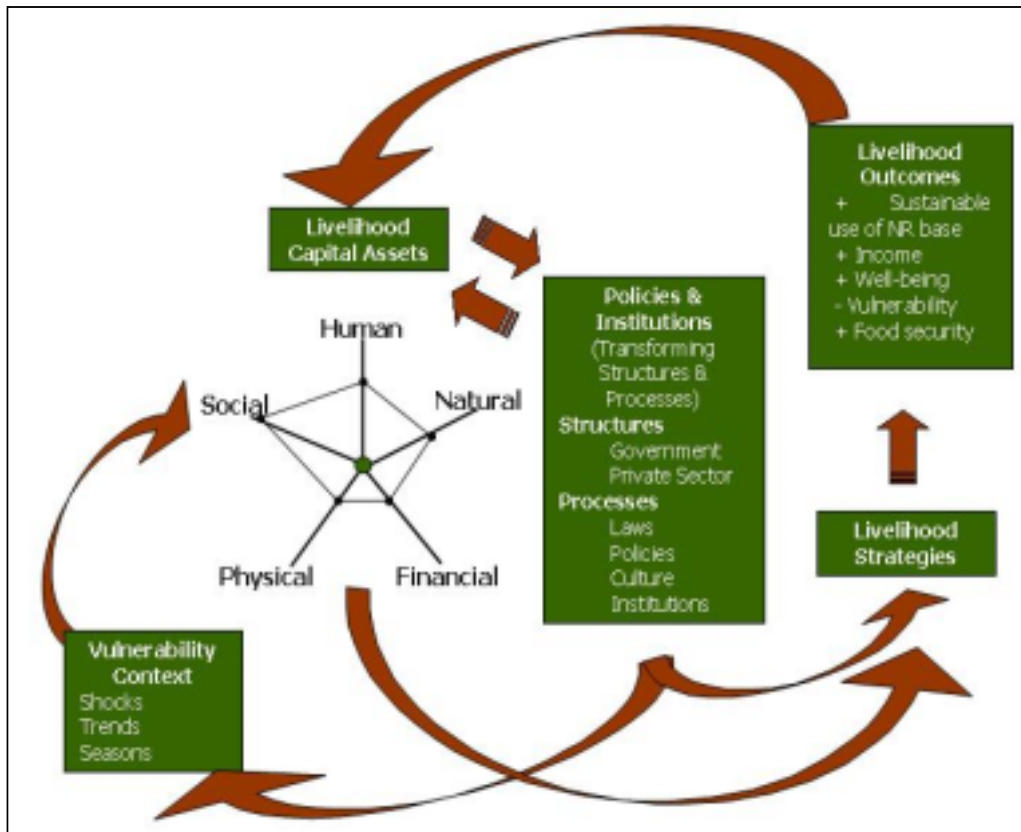 Livelihood
Outcomes
+ Sustainable
use of NR base
+ Income
+ Well-being
- Vulnerability
+ Food security
Livelihood
Capital Assets
Policies &
Institutions
(Transforming
Structures &
Processes)
Structures
Government
Private Sector
Processes
Laws
Policies
Culture
Institutions
Human
Social
Natural
Physical
Financial
Livelihood
Strategies
Vulnerability
Context
Shocks
Trends
Seasons